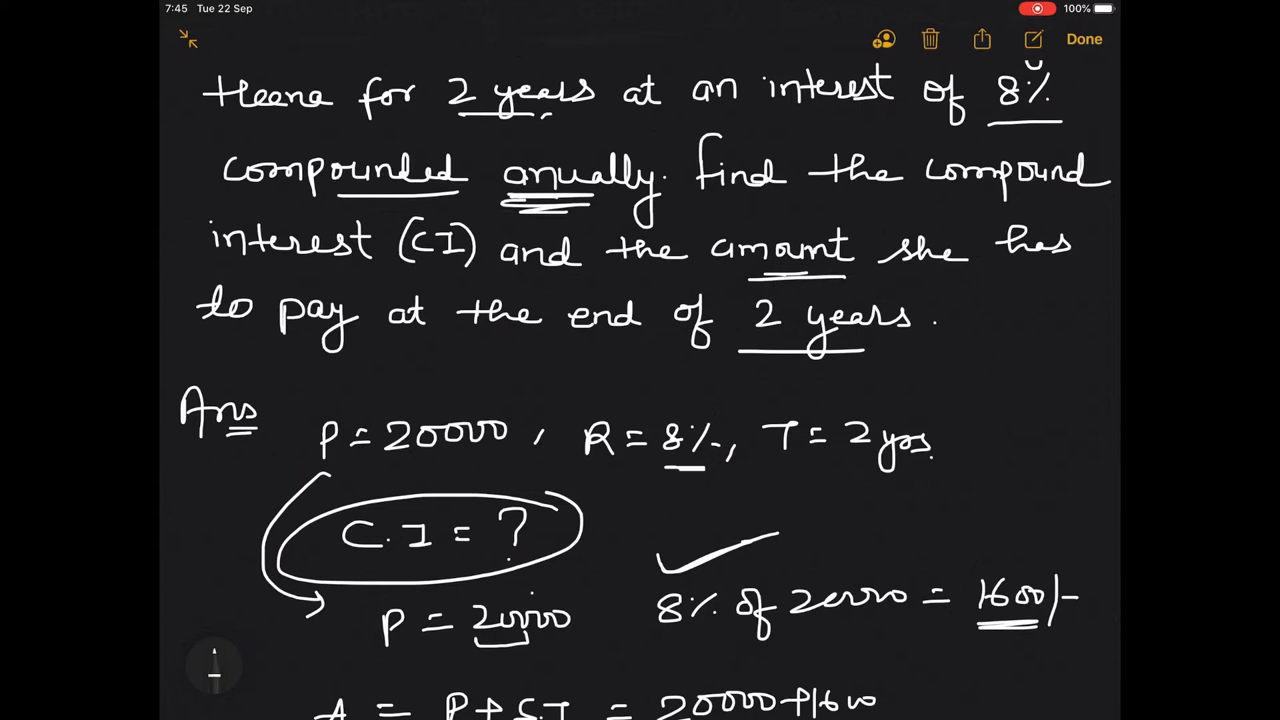 7:45 Tue 22 Sep
100%
Done
Heena for 2 years at an interest of 8%
compounded anually. find the compound
interest (CI) and the amount she has
to pay at the end of 2 years.
Ans
P = 20000, R = 8%, T = 2 yrs.
C.I = ?
P = 20000
8% of 20000 = 1600/-
A = P + S.I = 20000 + 1600